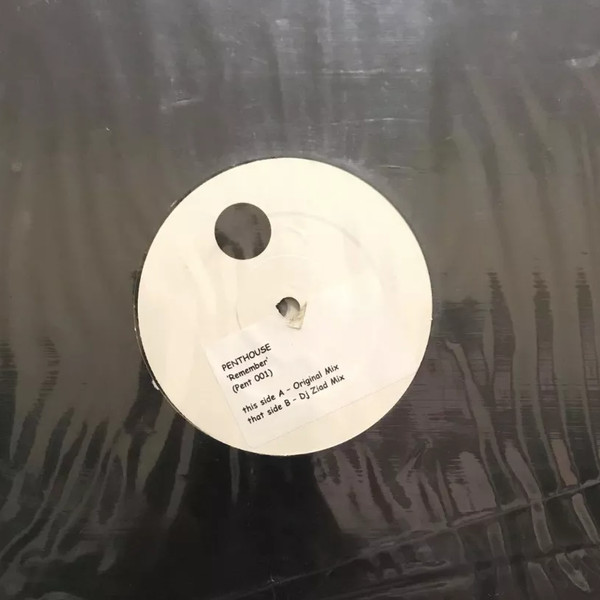 PENTHOUSE
'Remember'
(Pent 001)
this side A - Original Mix
that side B - Dj Ziad Mix